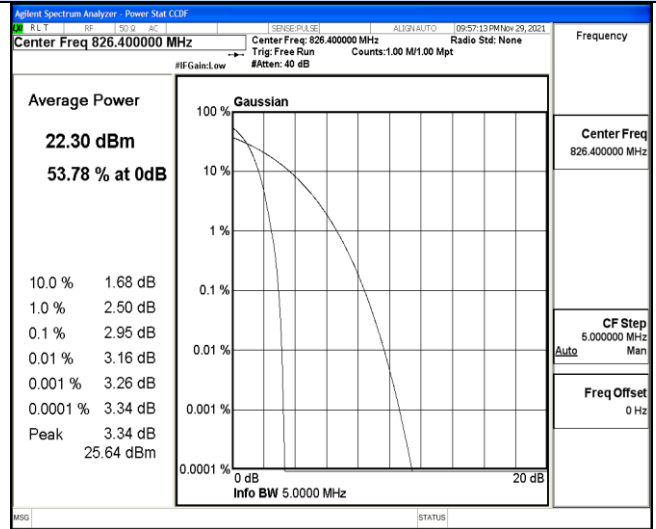 Agilent Spectrum Analyzer - Power Stat CCDF
RLT RF 50 Ω AC SENSE:PULSE ALIGN AUTO 09:57:13 PM Nov 29, 2021
Center Freq 826.400000 MHz
Center Freq: 826.400000 MHz Radio Std: None
Trig: Free Run Counts:1.00 M/1.00 Mpt
#IFGain:Low #Atten: 40 dB
Frequency
Average Power
22.30 dBm
53.78 % at 0dB
10.0 % 1.68 dB
1.0 % 2.50 dB
0.1 % 2.95 dB
0.01 % 3.16 dB
0.001 % 3.26 dB
0.0001 % 3.34 dB
Peak 3.34 dB
25.64 dBm
Gaussian
100 %
10 %
1 %
0.1 %
0.01 %
0.001 %
0.0001 %
0 dB 20 dB
Info BW 5.0000 MHz
Center Freq
826.400000 MHz
CF Step
5.000000 MHz
Auto Man
Freq Offset
0 Hz
MSG STATUS